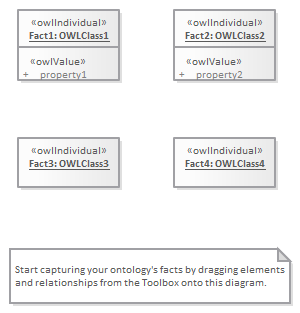 «owlIndividual»
Fact1: OWLClass1
«owlValue»
+ property1
«owlIndividual»
Fact2: OWLClass2
«owlValue»
+ property2
«owlIndividual»
Fact3: OWLClass3
«owlIndividual»
Fact4: OWLClass4
Start capturing your ontology's facts by dragging elements
and relationships from the Toolbox onto this diagram.